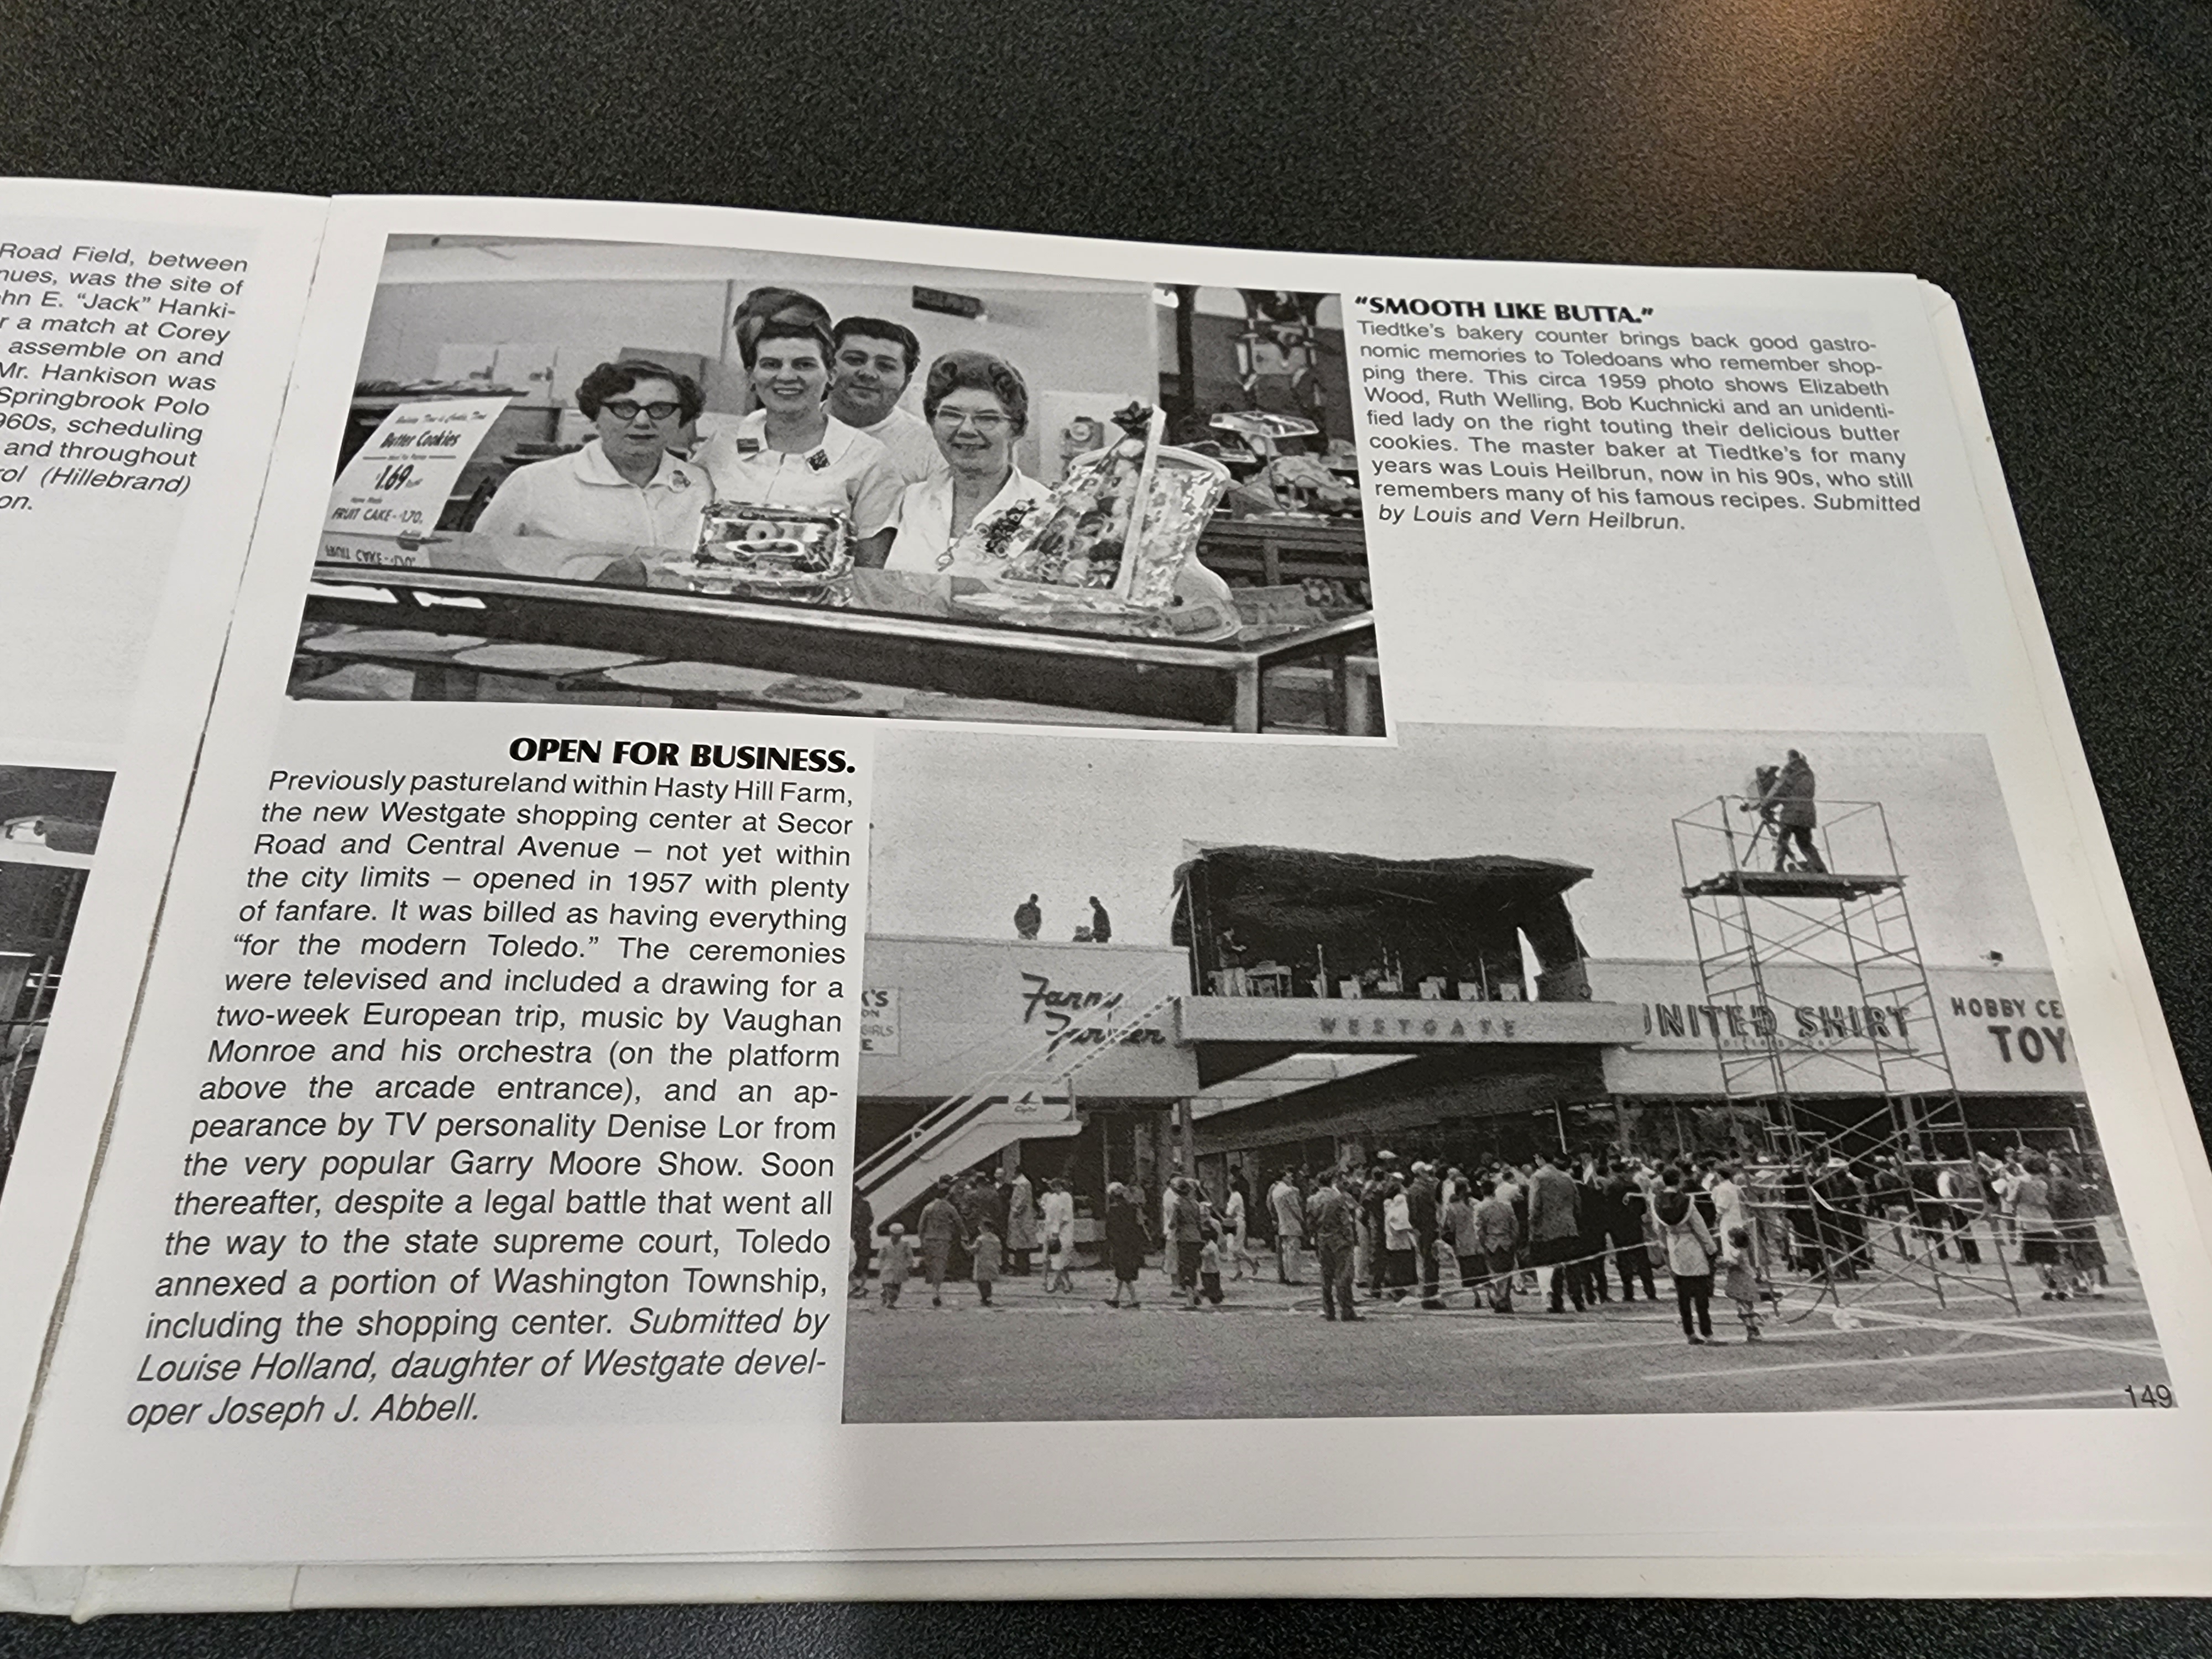 Road Field, between
nues, was the site of
hn E. “Jack” Hanki-
r a match at Corey
assemble on and
Mr. Hankison was
Springbrook Polo
960s, scheduling
and throughout
ol (Hillebrand)
on.
Butter Cookies
1.69
FRUIT CAKE - 1.70
“SMOOTH LIKE BUTTA.”
Tiedtke’s bakery counter brings back good gastro-
nomic memories to Toledoans who remember shop-
ping there. This circa 1959 photo shows Elizabeth
Wood, Ruth Welling, Bob Kuchnicki and an unidenti-
fied lady on the right touting their delicious butter
cookies. The master baker at Tiedtke’s for many
years was Louis Heilbrun, now in his 90s, who still
remembers many of his famous recipes. Submitted
by Louis and Vern Heilbrun.
OPEN FOR BUSINESS.
Previously pastureland within Hasty Hill Farm,
the new Westgate shopping center at Secor
Road and Central Avenue – not yet within
the city limits – opened in 1957 with plenty
of fanfare. It was billed as having everything
“for the modern Toledo.” The ceremonies
were televised and included a drawing for a
two-week European trip, music by Vaughan
Monroe and his orchestra (on the platform
above the arcade entrance), and an ap-
pearance by TV personality Denise Lor from
the very popular Garry Moore Show. Soon
thereafter, despite a legal battle that went all
the way to the state supreme court, Toledo
annexed a portion of Washington Township,
including the shopping center. Submitted by
Louise Holland, daughter of Westgate devel-
oper Joseph J. Abbell.
K'S
ON
GIRLS
E
Fanny
Farmer
WESTGATE
UNITED SHIRT
HOBBY CE
TOY
149